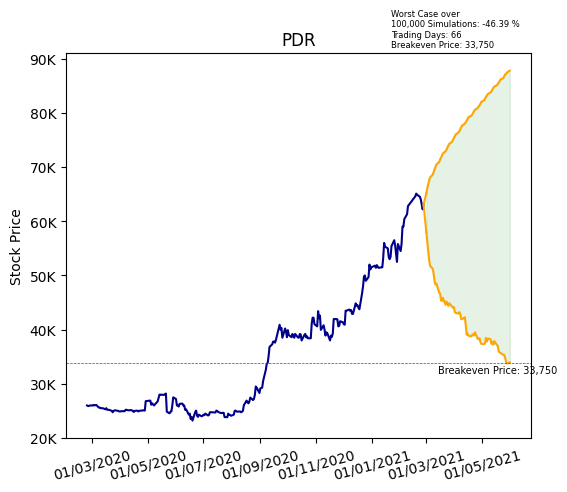 Worst Case over
100,000 Simulations: -46.39 %
Trading Days: 66
Breakeven Price: 33,750
PDR
90K
80K
70K
60K
50K
40K
30K
20K
Stock Price
Breakeven Price: 33,750
01/03/2020
01/05/2020
01/07/2020
01/09/2020
01/11/2020
01/01/2021
01/03/2021
01/05/2021